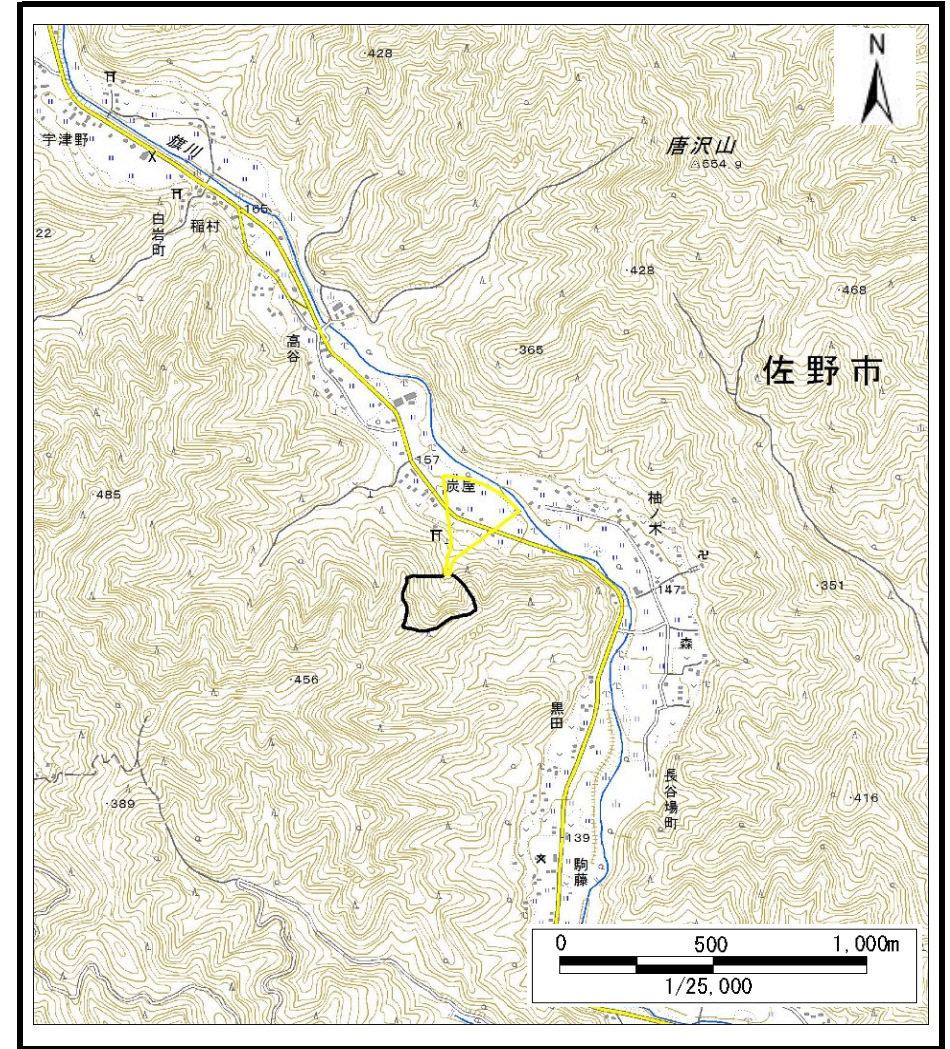 N
·428
宇津野
旗川
唐沢山
△554.9
·165
白岩町
稲村
22
·428
·468
高谷
·365
佐野市
·157
炭屋
·485
柚ノ木
·351
147
森
·456
黒田
長谷場町
·389
·416
·139
駒藤
0 500 1,000m
1/25,000